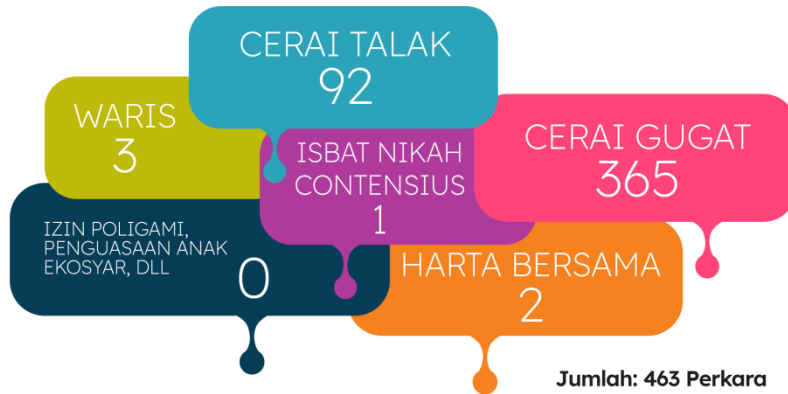 CERAI TALAK
92
WARIS
3
ISBAT NIKAH
CONTENSIUS
1
CERAI GUGAT
365
IZIN POLIGAMI,
PENGUASAAN ANAK
EKOSYAR, DLL
0
HARTA BERSAMA
2
Jumlah: 463 Perkara